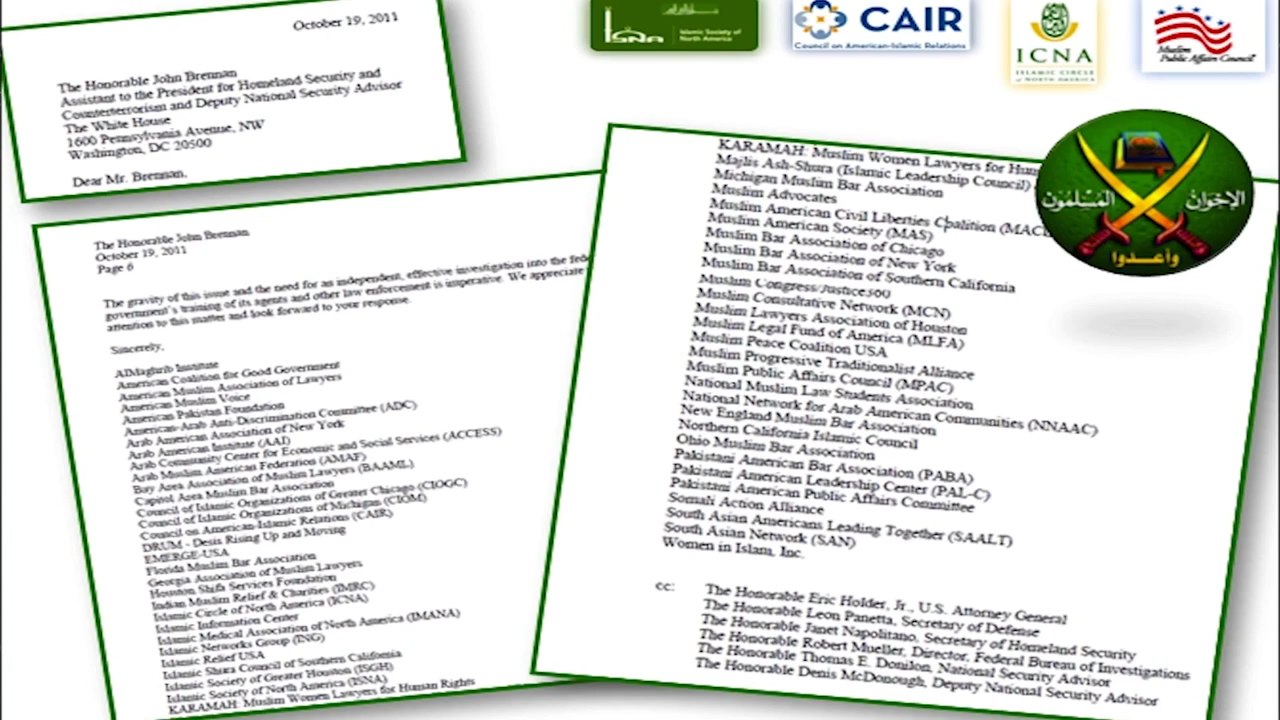 October 19, 2011
The Honorable John Brennan
Assistant to the President for Homeland Security and
Counterterrorism and Deputy National Security Advisor
The White House
1600 Pennsylvania Avenue, NW
Washington, DC 20500
Dear Mr. Brennan,
ISNA
Islamic Society of
North America
CAIR
Council on American-Islamic Relations
ICNA
ISLAMIC CIRCLE
of NORTH AMERICA
Muslim
Public Affairs Council
The Honorable John Brennan
October 19, 2011
Page 6
The gravity of this issue and the need for an independent, effective investigation into the
government's training of its agents and other law enforcement is imperative. We appreciate
attention to this matter and look forward to your response.
Sincerely,
AlMaghrib Institute
American Coalition for Good Government
American Muslim Association of Lawyers
American Muslim Voice
American Pakistan Foundation
American-Arab Anti-Discrimination Committee (ADC)
Arab American Association of New York
Arab American Institute (AAI)
Arab Community Center for Economic and Social Services (ACCESS)
Arab Muslim American Federation (AMAF)
Bay Area Association of Muslim Lawyers (BAAML)
Capitol Area Muslim Bar Association
Council of Islamic Organizations of Greater Chicago (CIOGC)
Council of Islamic Organizations of Michigan (CIOM)
Council on American-Islamic Relations (CAIR)
DRUM - Desis Rising Up and Moving
EMERGE-USA
Florida Muslim Bar Association
Georgia Association of Muslim Lawyers
Houston Shifa Services Foundation
Indian Muslim Relief & Charities (IMRC)
Islamic Circle of North America (ICNA)
Islamic Information Center
Islamic Medical Association of North America (IMANA)
Islamic Networks Group (ING)
Islamic Relief USA
Islamic Shura Council of Southern California
Islamic Society of Greater Houston (ISGH)
Islamic Society of North America (ISNA)
KARAMAH: Muslim Women Lawyers for Human Rights
KARAMAH: Muslim Women Lawyers for
Majlis Ash-Shura (Islamic Leadership Council)
Michigan Muslim Bar Association
Muslim Advocates
Muslim American Civil Liberties Coalition
Muslim American Society (MAS)
Muslim Bar Association of Chicago
Muslim Bar Association of New York
Muslim Bar Association of Southern California
Muslim Congress/Justice360
Muslim Consultative Network (MCN)
Muslim Lawyers Association of Houston
Muslim Legal Fund of America (MLFA)
Muslim Peace Coalition USA
Muslim Progressive Traditionalist Alliance
Muslim Public Affairs Council (MPAC)
National Muslim Law Students Association
National Network for Arab American Communities (NNAAC)
New England Muslim Bar Association
Northern California Islamic Council
Ohio Muslim Bar Association
Pakistani American Bar Association (PABA)
Pakistani American Leadership Center (PAL-C)
Pakistani American Public Affairs Committee
Somali Action Alliance
South Asian Americans Leading Together (SAALT)
South Asian Network (SAN)
Women in Islam, Inc.
cc: The Honorable Eric Holder, Jr., U.S. Attorney General
The Honorable Leon Panetta, Secretary of Defense
The Honorable Janet Napolitano, Secretary of Homeland Security
The Honorable Robert Mueller, Director, Federal Bureau of Investigations
The Honorable Thomas E. Donilon, National Security Advisor
The Honorable Denis McDonough, Deputy National Security Advisor
الإخوان المسلمون
وأعدوا